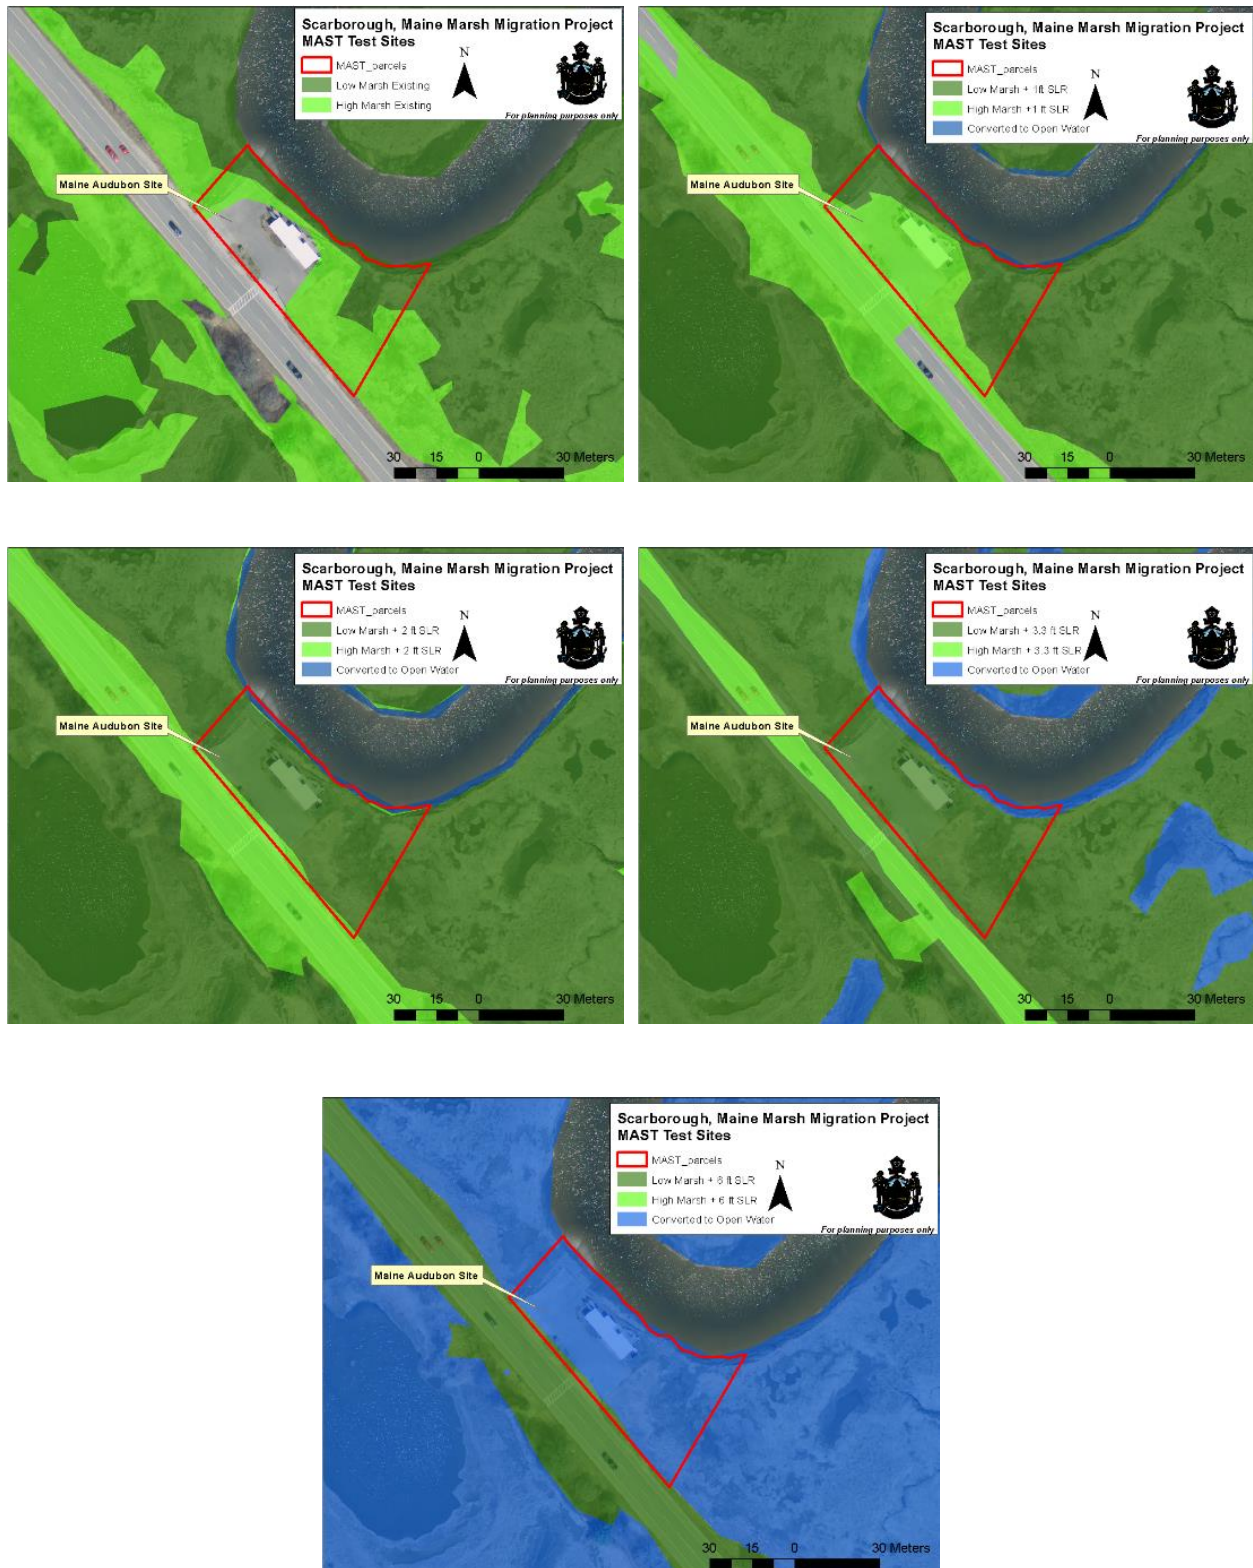 Scarborough, Maine Marsh Migration Project
MAST Test Sites
MAST_parcels
Low Marsh Existing
High Marsh Existing
N
For planning purposes only
Maine Audubon Site
30 15 0 30 Meters
Scarborough, Maine Marsh Migration Project
MAST Test Sites
MAST_parcels
Low Marsh + 1ft SLR
High Marsh +1 ft SLR
Converted to Open Water
N
For planning purposes only
Maine Audubon Site
30 15 0 30 Meters
Scarborough, Maine Marsh Migration Project
MAST Test Sites
MAST_parcels
Low Marsh + 2 ft SLR
High Marsh + 2 ft SLR
Converted to Open Water
N
For planning purposes only
Maine Audubon Site
30 15 0 30 Meters
Scarborough, Maine Marsh Migration Project
MAST Test Sites
MAST_parcels
Low Marsh + 3.3 ft SLR
High Marsh + 3.3 ft SLR
Converted to Open Water
N
For planning purposes only
Maine Audubon Site
30 15 0 30 Meters
Scarborough, Maine Marsh Migration Project
MAST Test Sites
MAST_parcels
Low Marsh + 6 ft SLR
High Marsh + 6 ft SLR
Converted to Open Water
N
For planning purposes only
Maine Audubon Site
30 15 0 30 Meters